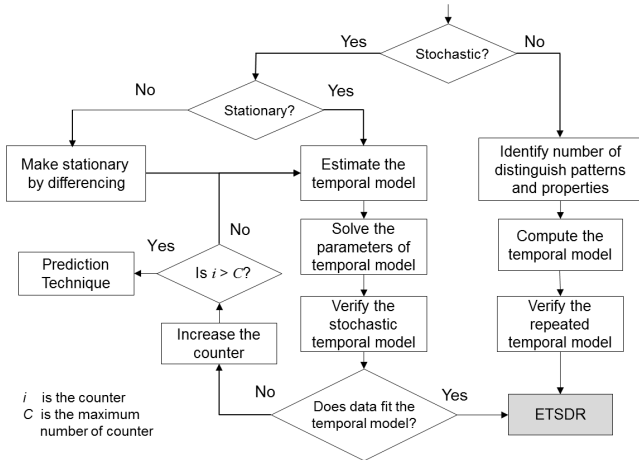 Stochastic?
Yes
No
Stationary?
No
Yes
Make stationary
by differencing
Estimate the
temporal model
Identify number of
distinguish patterns
and properties
No
Solve the
parameters of
temporal model
Compute the
temporal model
Yes
Is i > C?
Prediction
Technique
Increase the
counter
Verify the
stochastic
temporal model
Verify the
repeated
temporal model
No
Does data fit the
temporal model?
Yes
ETSDR
i is the counter
C is the maximum
number of counter